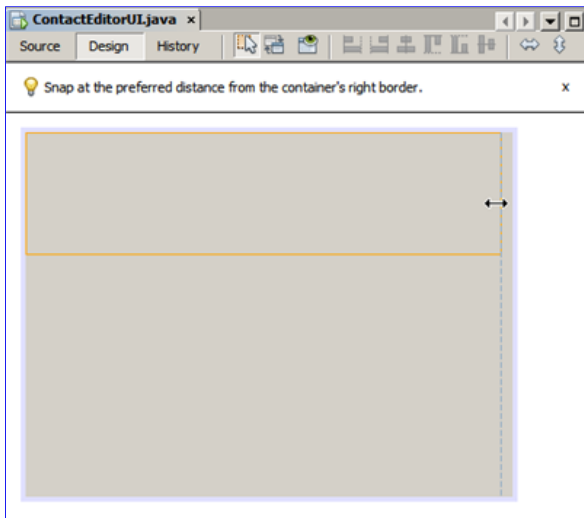 ContactEditorUI.java x
Source Design History
Snap at the preferred distance from the container's right border. x